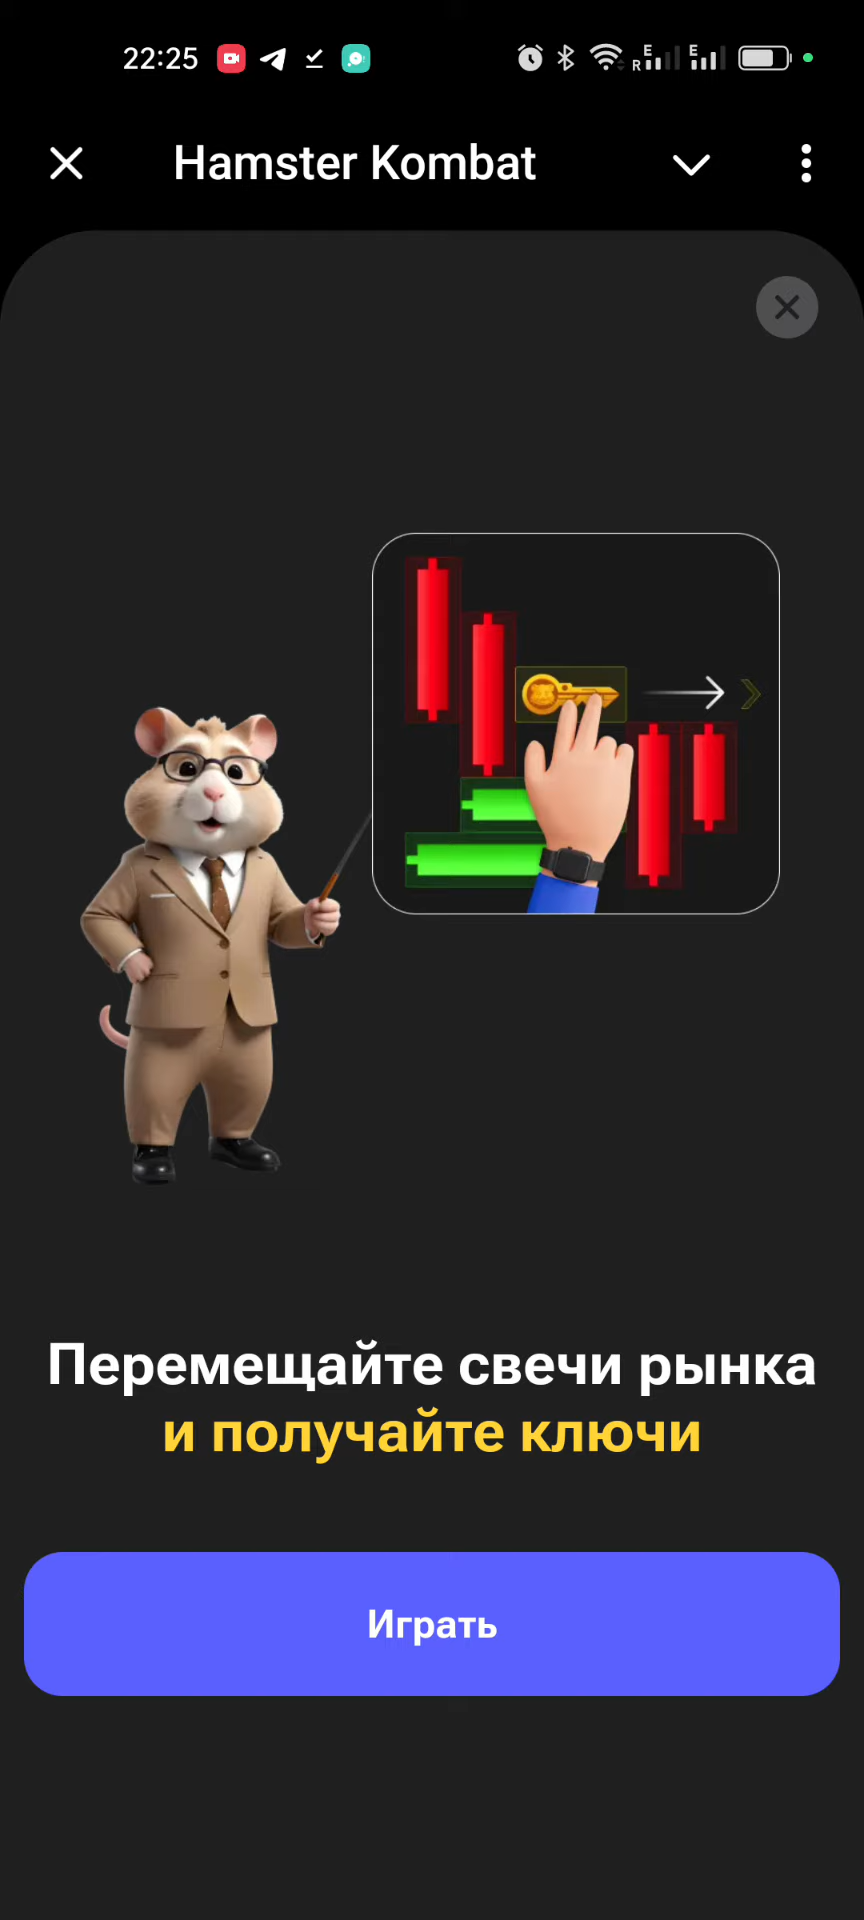 22:25
R E E
Hamster Kombat
Перемещайте свечи рынка
и получайте ключи
Играть